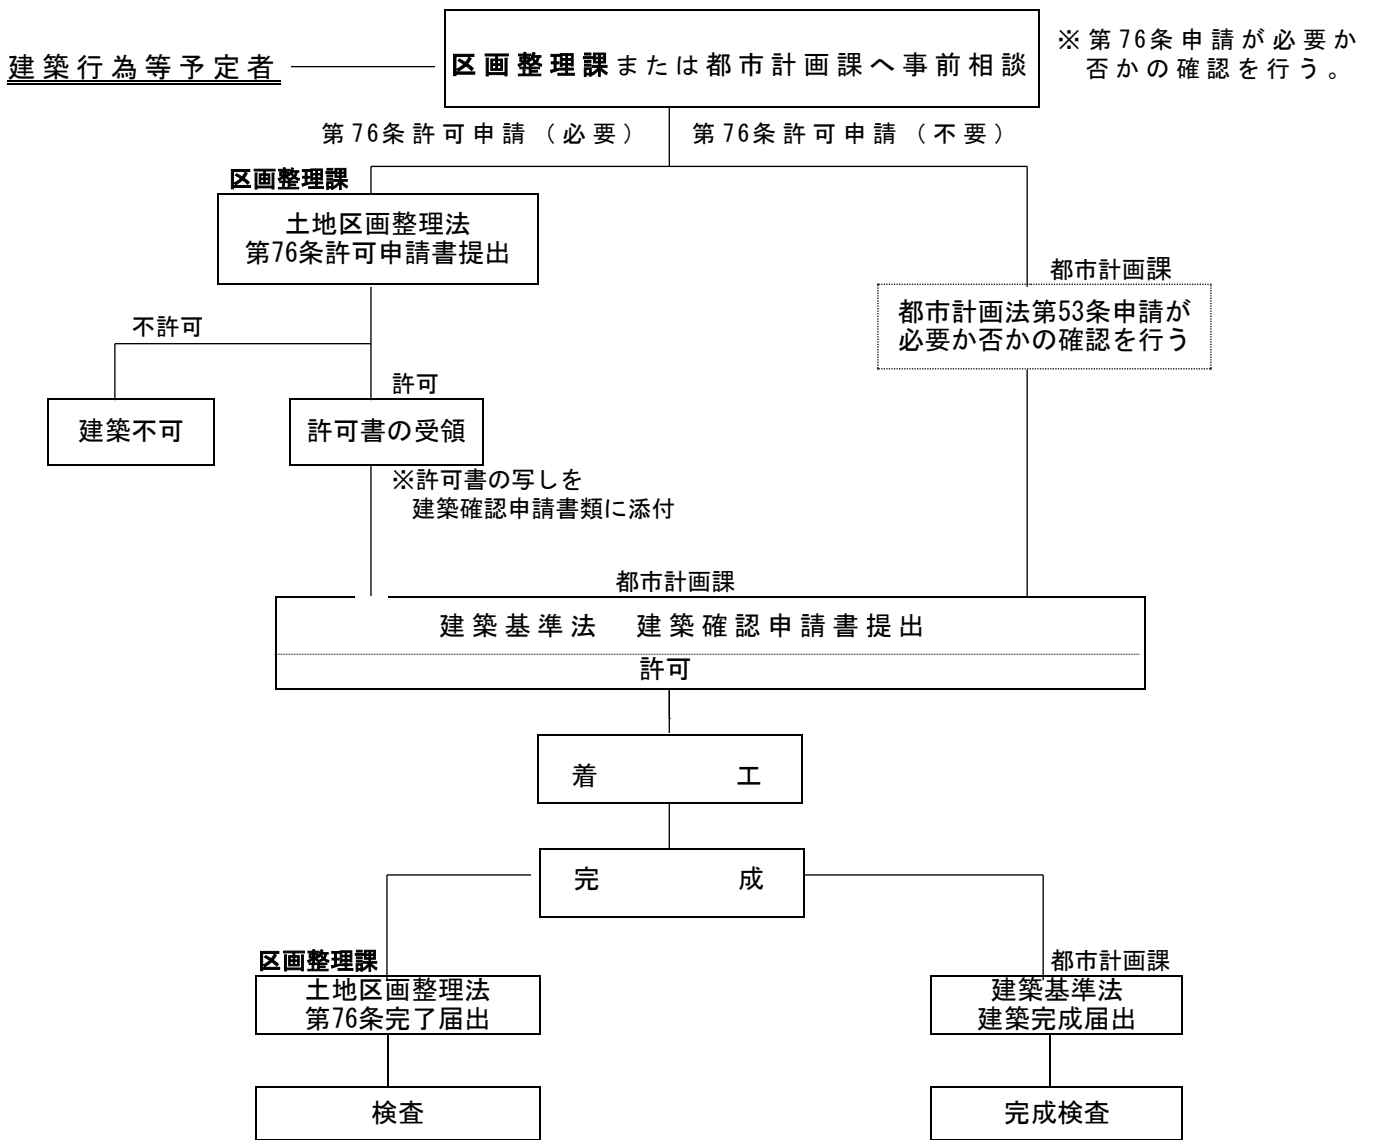 建築行為等予定者
区画整理課または都市計画課へ事前相談
※第76条申請が必要か
否かの確認を行う。
第76条許可申請（必要）
第76条許可申請（不要）
区画整理課
土地区画整理法
第76条許可申請書提出
都市計画課
都市計画法第53条申請が
必要か否かの確認を行う
不許可
許可
建築不可
許可書の受領
※許可書の写しを
建築確認申請書類に添付
都市計画課
建築基準法　建築確認申請書提出
許可
着　工
完　成
区画整理課
土地区画整理法
第76条完了届出
検査
都市計画課
建築基準法
建築完成届出
完成検査